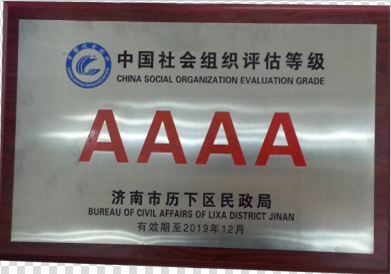 中国社会组织评估等级
CHINA SOCIAL ORGANIZATION EVALUATION GRADE
AAAA
济南市历下区民政局
BUREAU OF CIVIL AFFAIRS OF LIXA DISTRICT JINAN
有效期至2019年12月